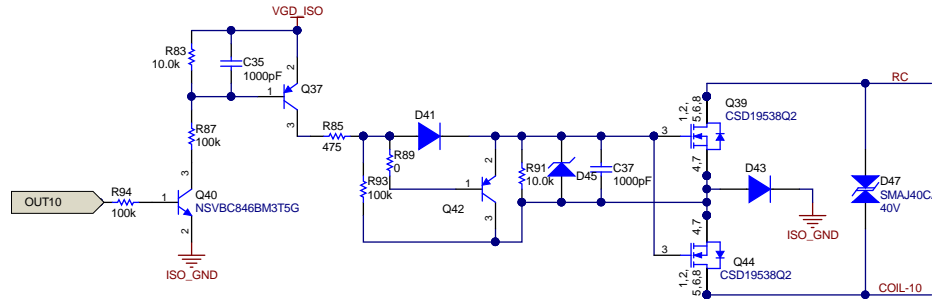 VGD_ISO
R83
10.0k
C35
1000pF
2
1
Q37
3
R87
100k
3
OUT10
R94
100k
1
Q40
NSVBC846BM3T5G
2
ISO_GND
R85
475
D41
R89
0
R93
100k
2
1
Q42
3
R91
10.0k
D45
C37
1000pF
RC
1,2,
5,6,8
Q39
CSD19538Q2
3
4,7
D43
ISO_GND
D47
SMAJ40CA
40V
4,7
3
Q44
CSD19538Q2
1,2,
5,6,8
COIL-10